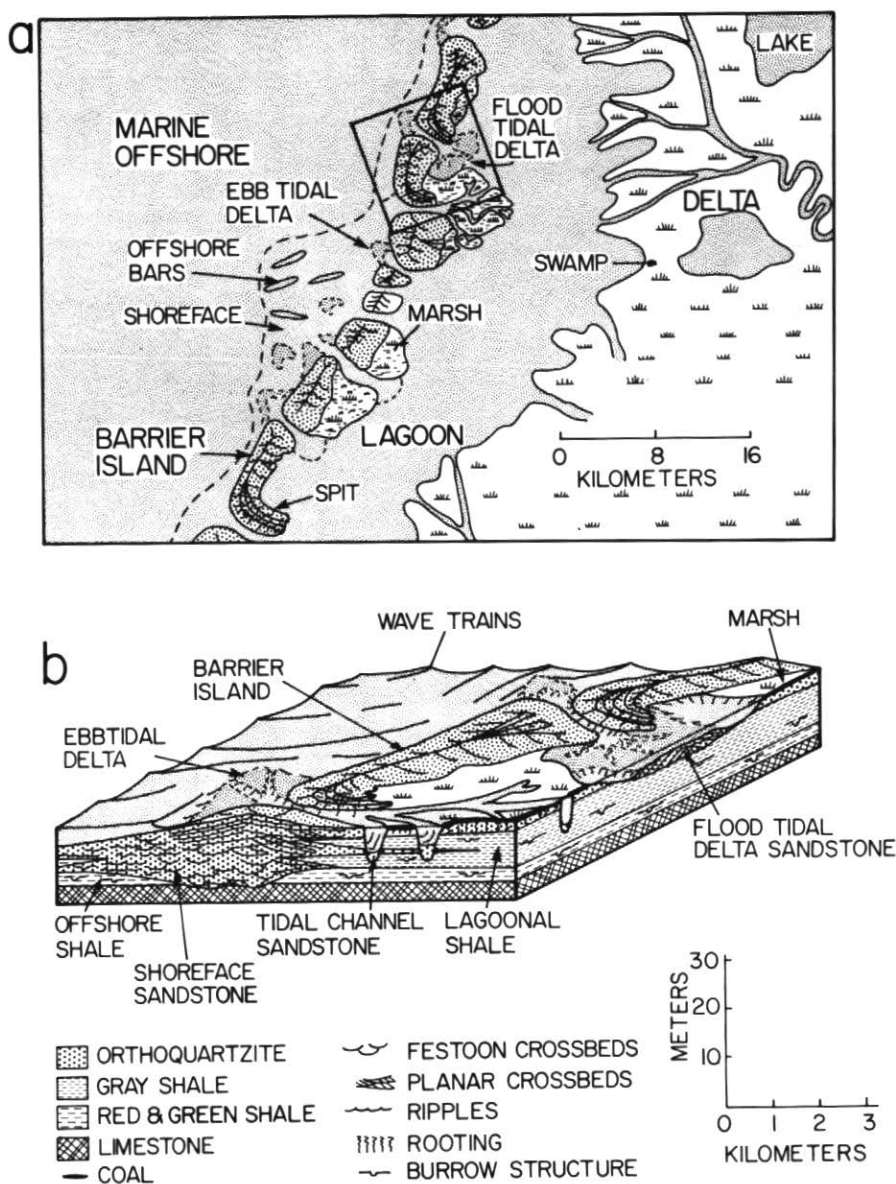 a
LAKE
FLOOD
TIDAL
DELTA
MARINE
OFFSHORE
EBB TIDAL
DELTA
DELTA
OFFSHORE
BARS
SWAMP
SHOREFACE
MARSH
BARRIER
ISLAND
LAGOON
0 8 16
KILOMETERS
SPIT
b
WAVE TRAINS
MARSH
BARRIER
ISLAND
EBBTIDAL
DELTA
FLOOD TIDAL
DELTA SANDSTONE
OFFSHORE
SHALE
TIDAL CHANNEL
SANDSTONE
LAGOONAL
SHALE
SHOREFACE
SANDSTONE
ORTHOQUARTZITE
GRAY SHALE
RED & GREEN SHALE
LIMESTONE
COAL
FESTOON CROSSBEDS
PLANAR CROSSBEDS
RIPPLES
ROOTING
BURROW STRUCTURE
METERS
30
20
10
0 1 2 3
KILOMETERS